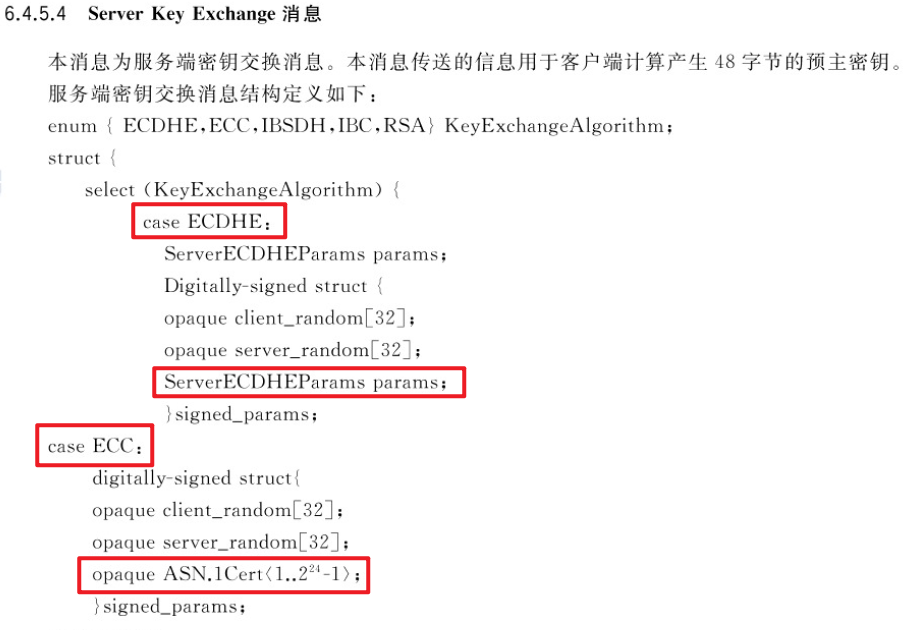 6.4.5.4 Server Key Exchange 消息
本消息为服务端密钥交换消息。本消息传送的信息用于客户端计算产生 48 字节的预主密钥。
服务端密钥交换消息结构定义如下：
enum { ECDHE,ECC,IBSDH,IBC,RSA} KeyExchangeAlgorithm;
struct {
select (KeyExchangeAlgorithm) {
case ECDHE:
ServerECDHEParams params;
Digitally-signed struct {
opaque client_random[32];
opaque server_random[32];
ServerECDHEParams params;
}signed_params;
case ECC:
digitally-signed struct{
opaque client_random[32];
opaque server_random[32];
opaque ASN.1Cert<1..2²⁴-1>;
}signed_params;